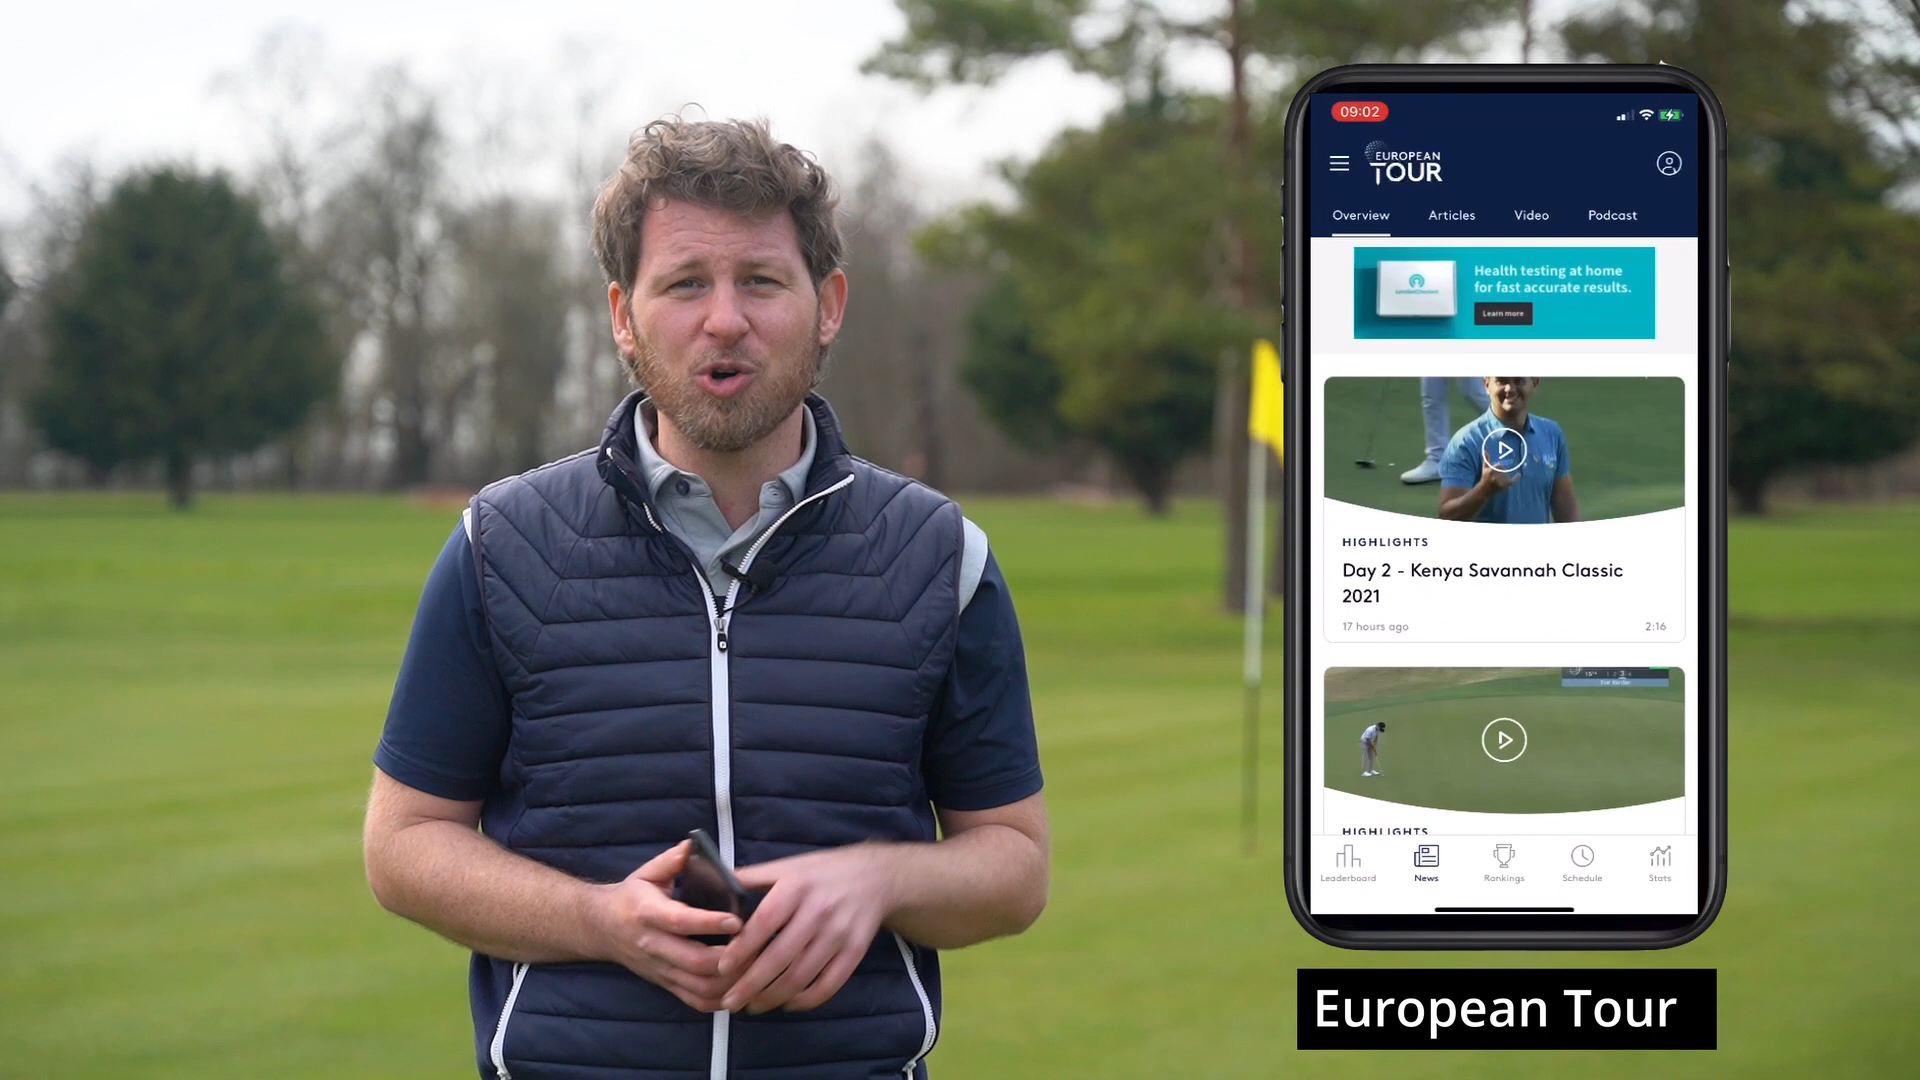 09:02
EUROPEAN
TOUR
Overview
Articles
Video
Podcast
Health testing at home
for fast accurate results.
Learn more
HIGHLIGHTS
Day 2 - Kenya Savannah Classic
2021
17 hours ago
2:16
HIGHLIGHTS
Leaderboard
News
Rankings
Schedule
Stats
European Tour